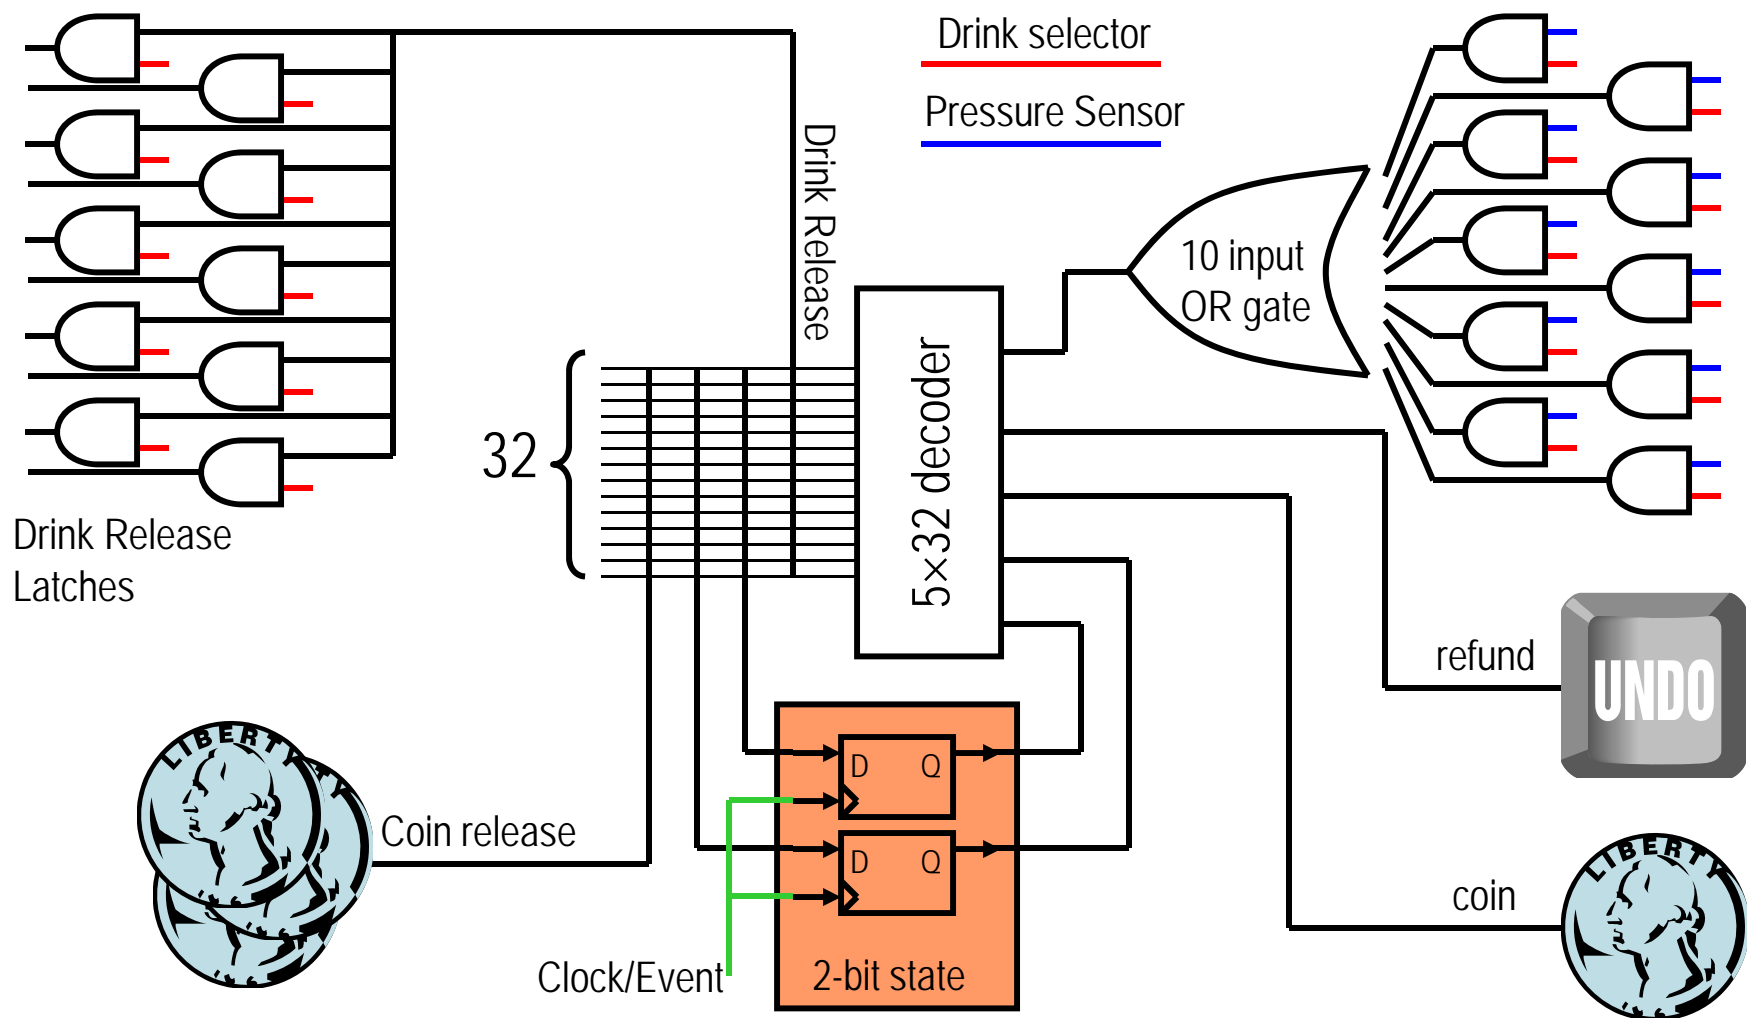 Drink selector
Pressure Sensor
Drink Release
10 input
OR gate
5×32 decoder
32
Drink Release
Latches
refund
UNDO
LIBERTY
TY
Coin release
D Q
D Q
Clock/Event
2-bit state
coin
LIBERTY